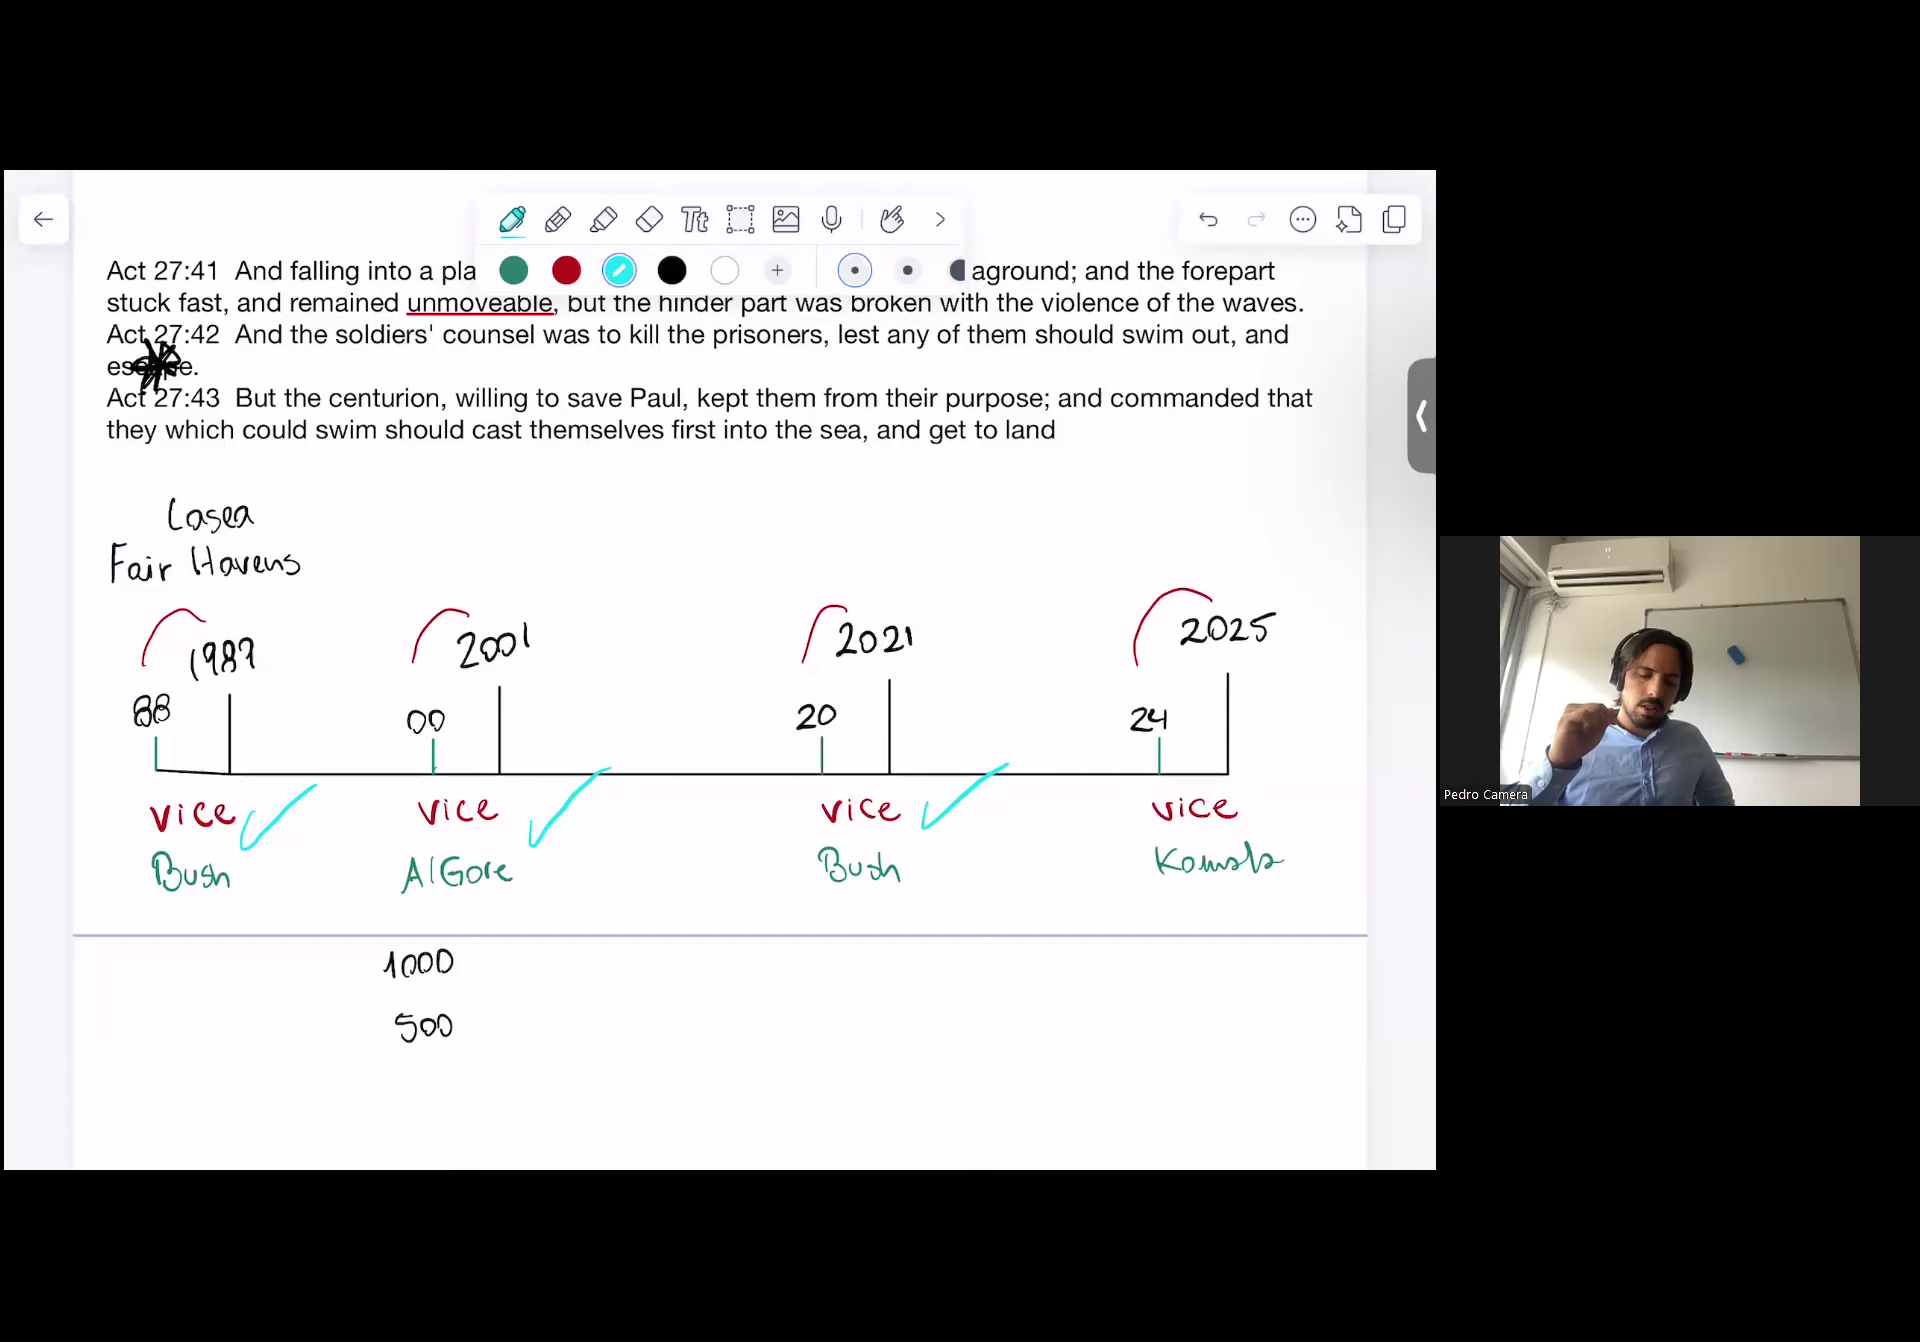 Tt
Act 27:41 And falling into a pla aground; and the forepart
stuck fast, and remained unmoveable, but the hinder part was broken with the violence of the waves.
Act 27:42 And the soldiers' counsel was to kill the prisoners, lest any of them should swim out, and
escape.
Act 27:43 But the centurion, willing to save Paul, kept them from their purpose; and commanded that
they which could swim should cast themselves first into the sea, and get to land
Lasea
Fair Havens
1989 2001 2021 2025
88 00 20 24
vice vice vice vice
Bush Al Gore Bush Kamala
1000
500
Pedro Camera